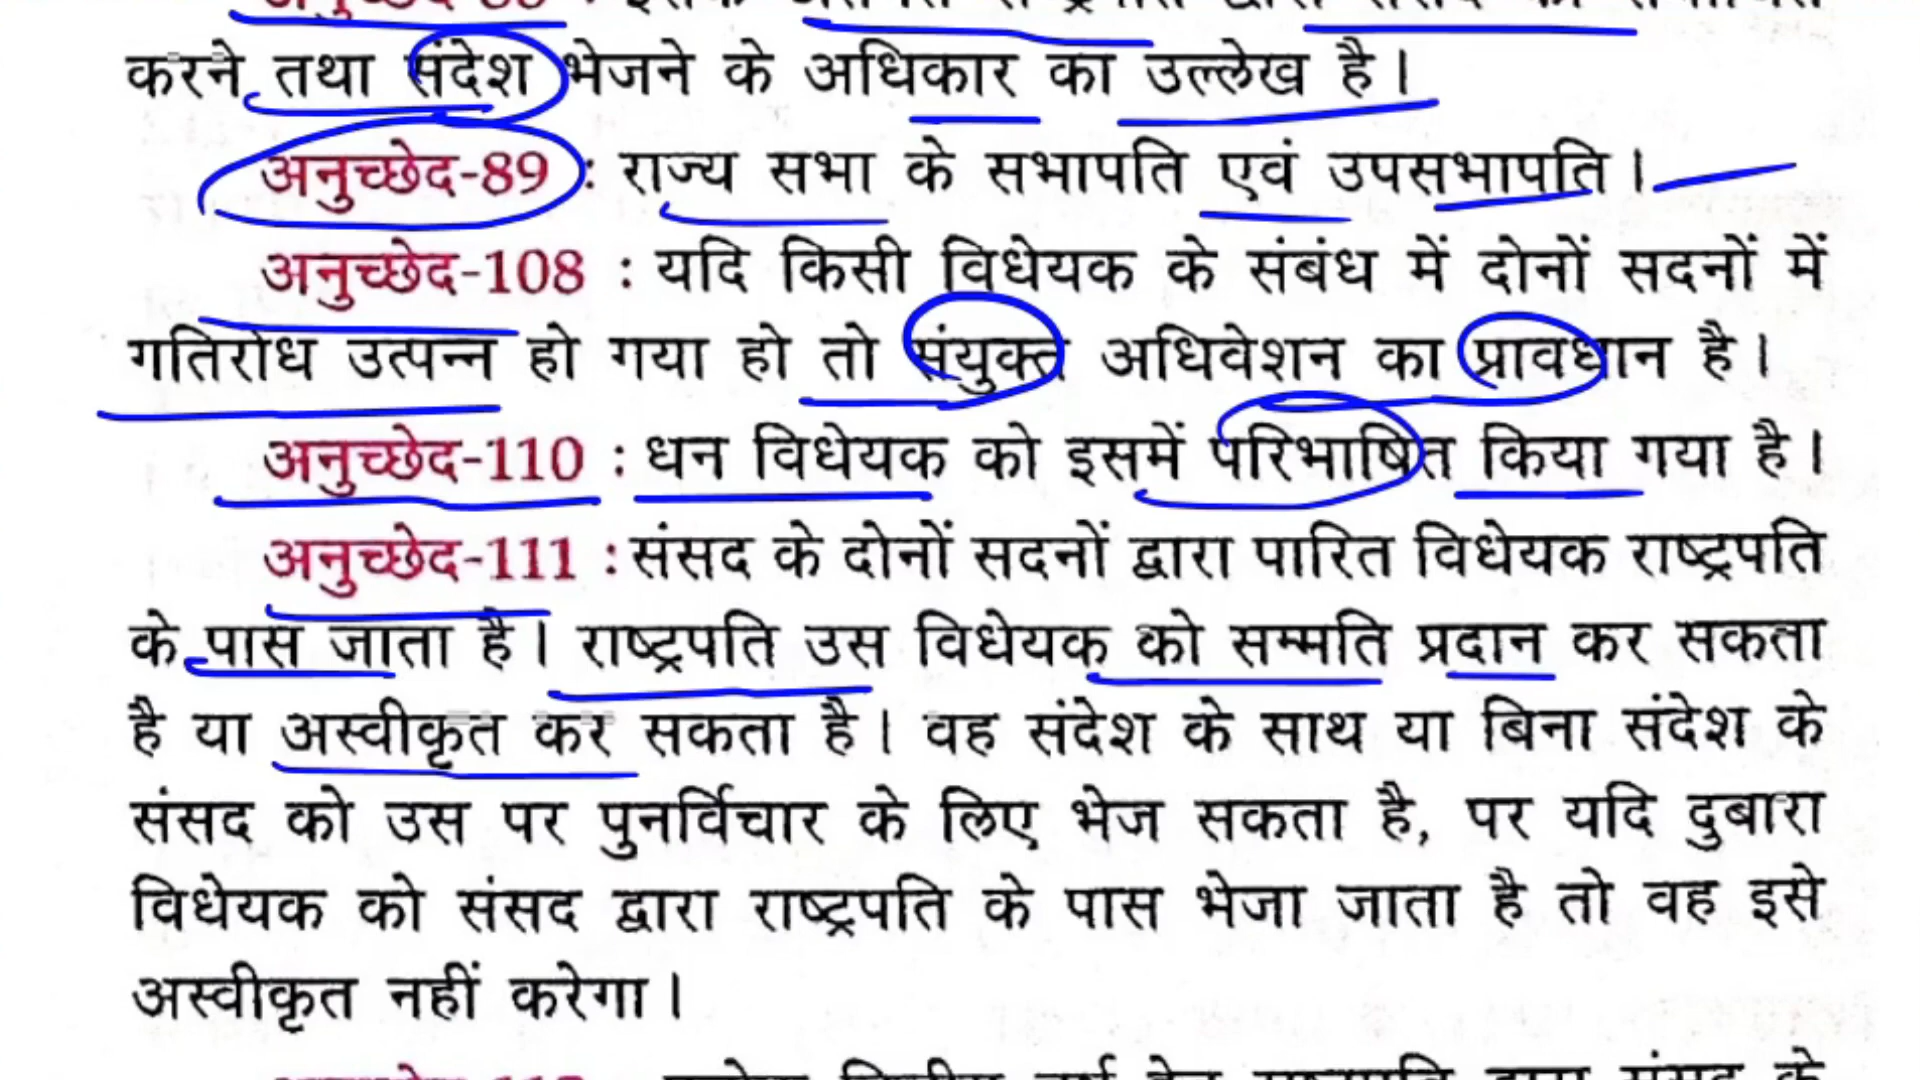 करने तथा संदेश भेजने के अधिकार का उल्लेख है।
अनुच्छेद-89 : राज्य सभा के सभापति एवं उपसभापति।
अनुच्छेद-108 : यदि किसी विधेयक के संबंध में दोनों सदनों में
गतिरोध उत्पन्न हो गया हो तो संयुक्त अधिवेशन का प्रावधान है।
अनुच्छेद-110 : धन विधेयक को इसमें परिभाषित किया गया है।
अनुच्छेद-111 : संसद के दोनों सदनों द्वारा पारित विधेयक राष्ट्रपति
के पास जाता है। राष्ट्रपति उस विधेयक को सम्मति प्रदान कर सकता
है या अस्वीकृत कर सकता है। वह संदेश के साथ या बिना संदेश के
संसद को उस पर पुनर्विचार के लिए भेज सकता है, पर यदि दुबारा
विधेयक को संसद द्वारा राष्ट्रपति के पास भेजा जाता है तो वह इसे
अस्वीकृत नहीं करेगा।